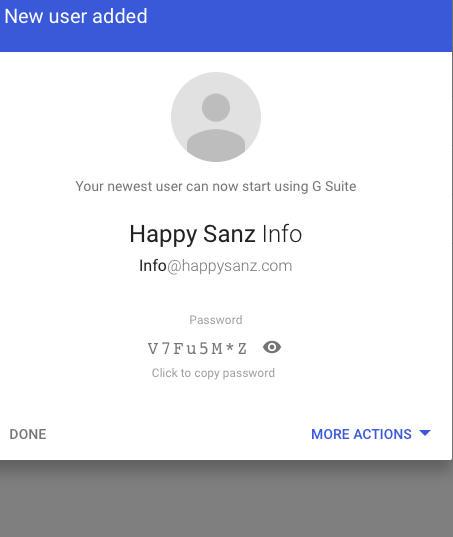 New user added
Your newest user can now start using G Suite
Happy Sanz Info
Info@happysanz.com
Password
V7Fu5M*Z
Click to copy password
DONE
MORE ACTIONS